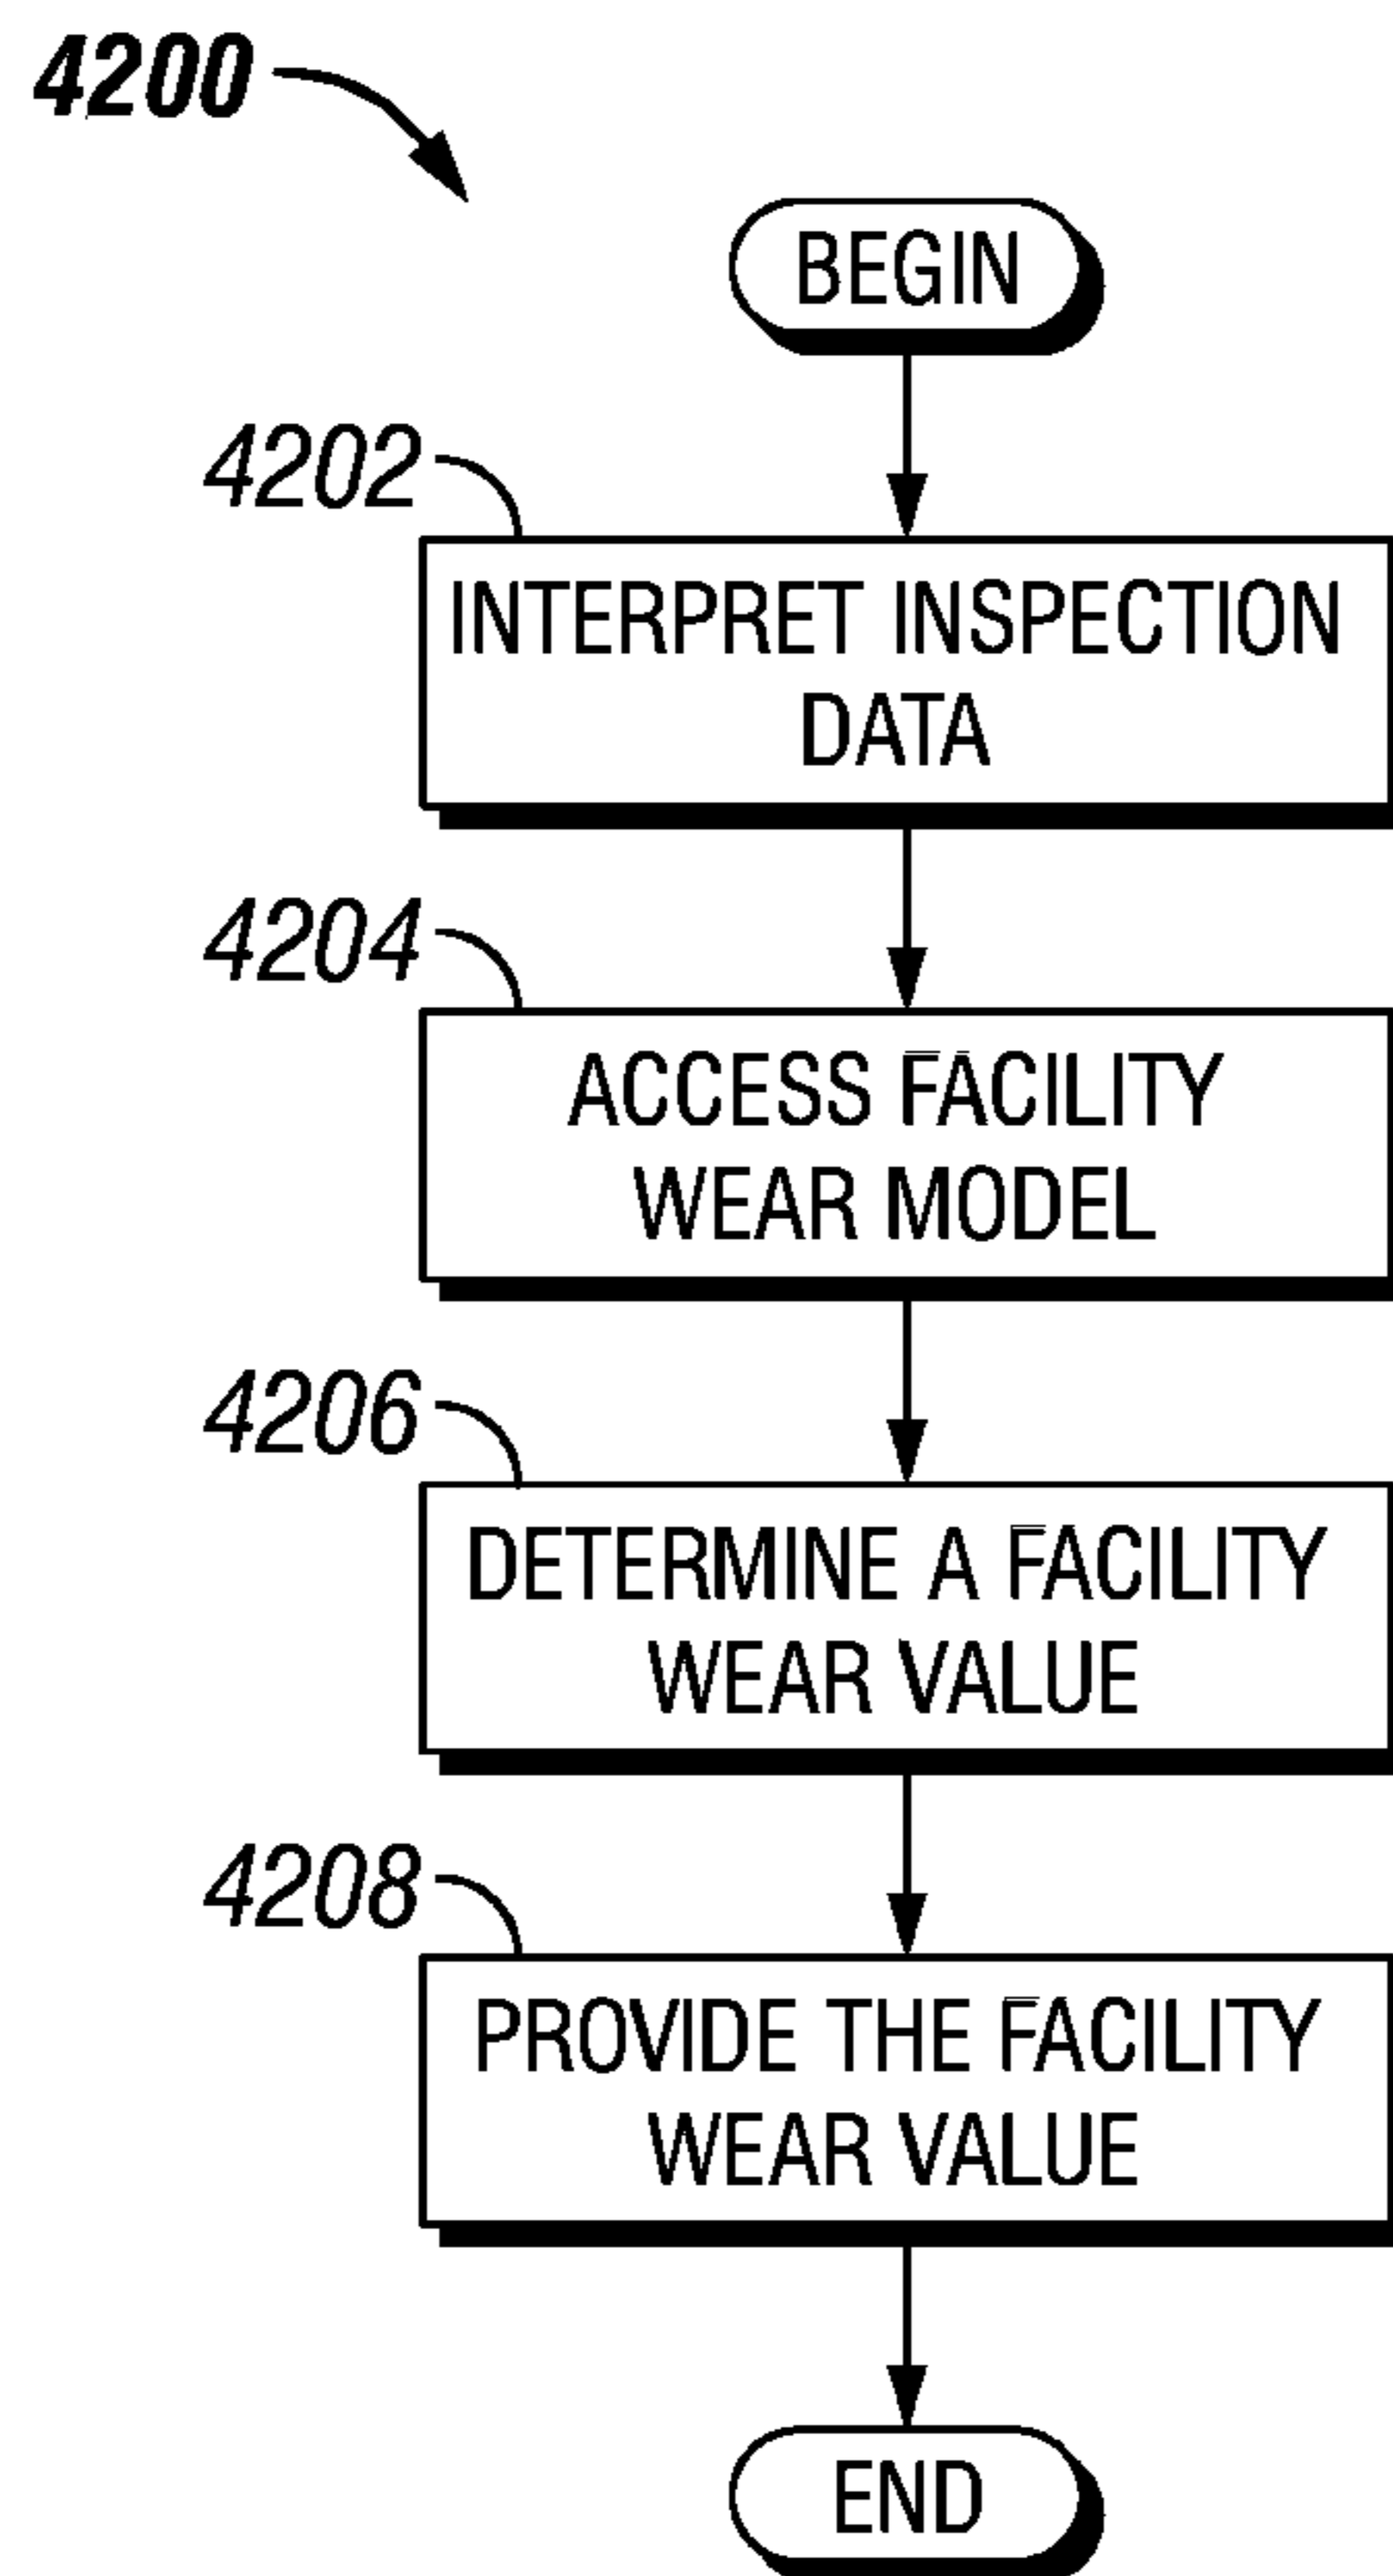 4200
BEGIN
4202
INTERPRET INSPECTION
DATA
4204
ACCESS FACILITY
WEAR MODEL
4206
DETERMINE A FACILITY
WEAR VALUE
4208
PROVIDE THE FACILITY
WEAR VALUE
END